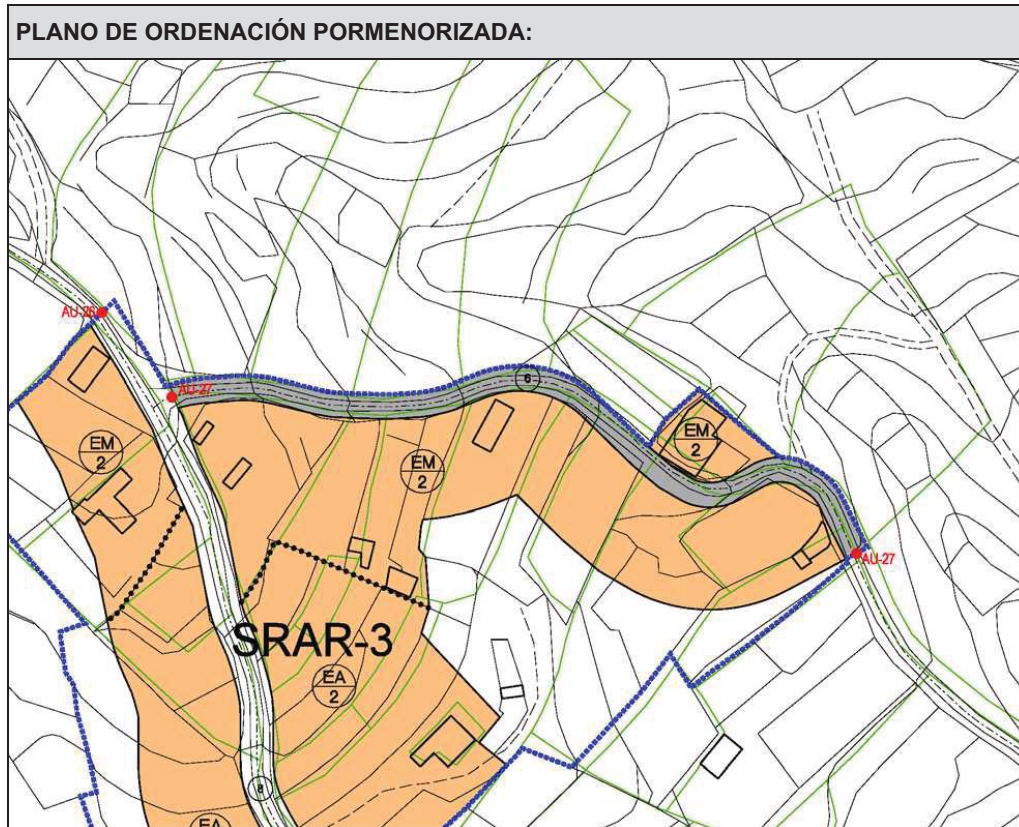 PLANO DE ORDENACIÓN PORMENORIZADA:
AU-26
AU-27
6
EM
2
EM
2
EM
2
AU-27
SRAR-3
EA
2
8
EA